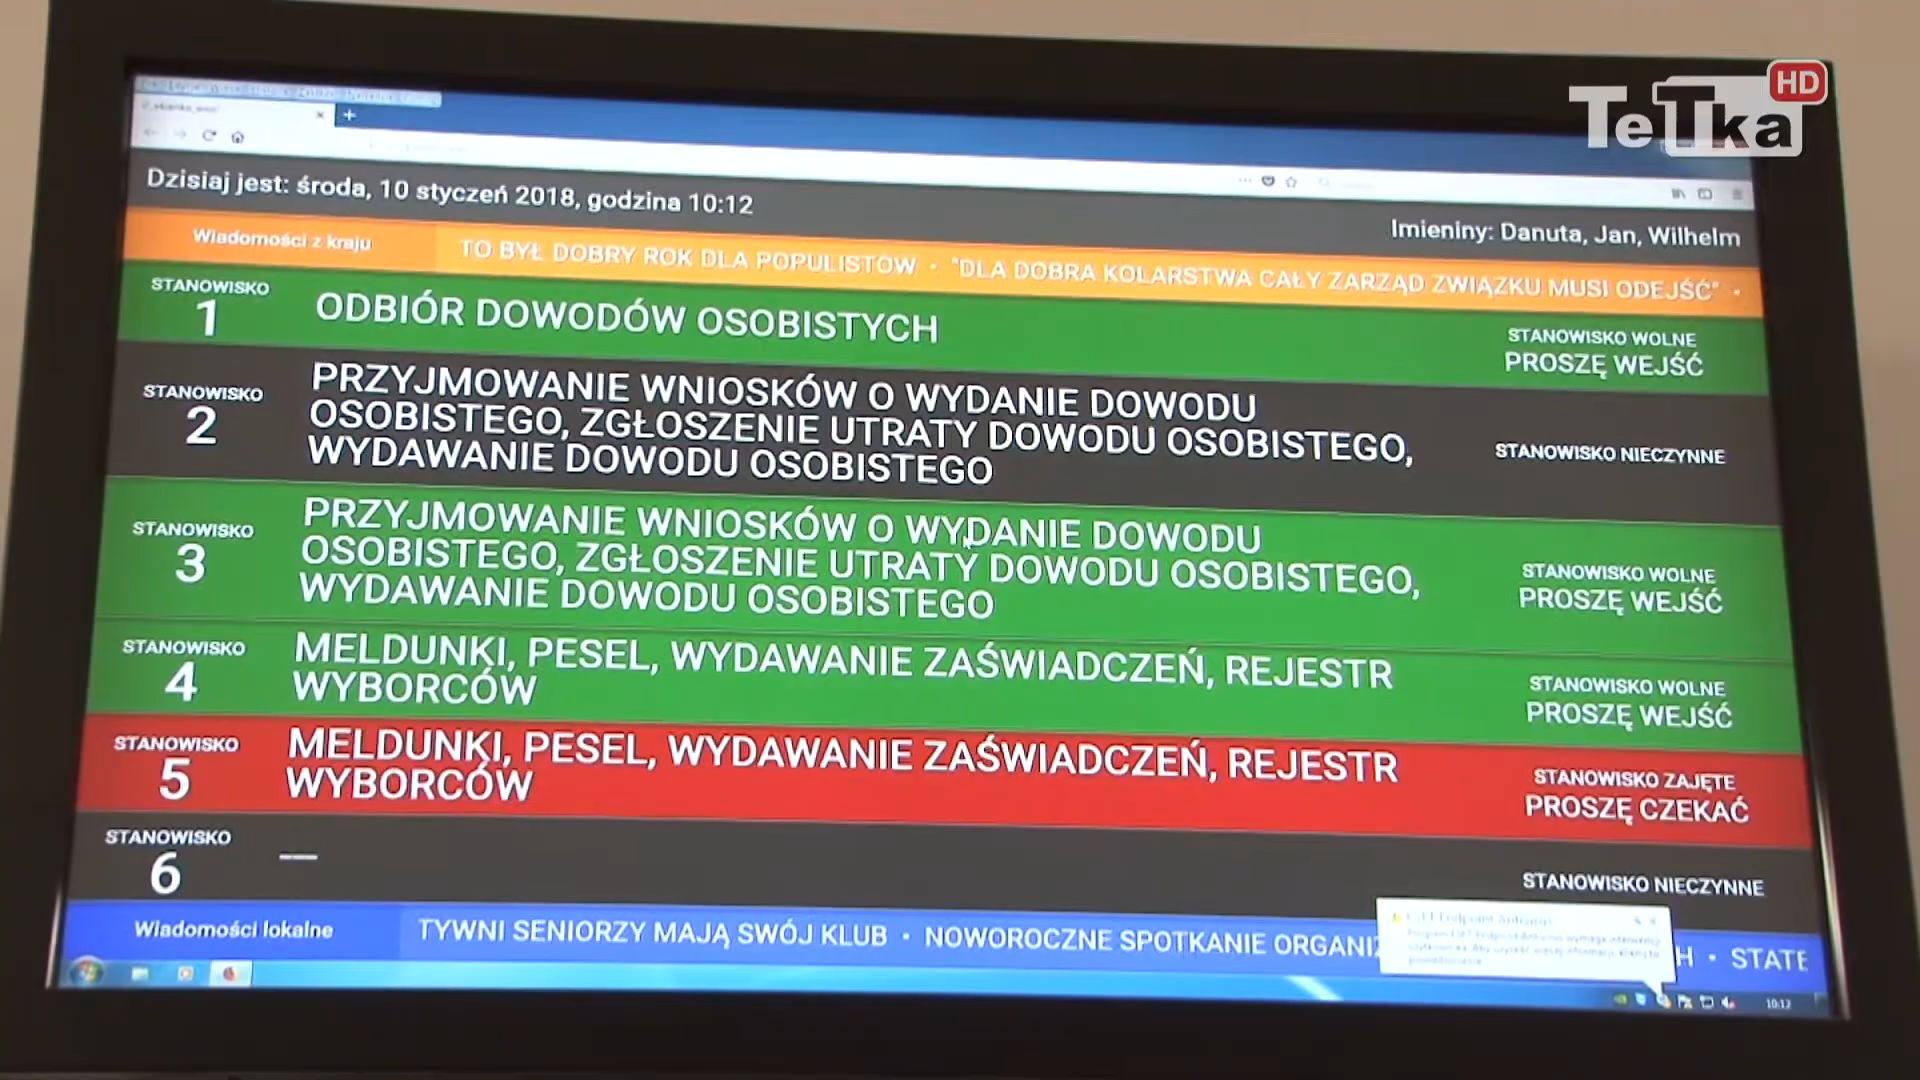 TeTka HD
Dzisiaj jest: środa, 10 styczeń 2018, godzina 10:12
Imieniny: Danuta, Jan, Wilhelm
Wiadomości z kraju
TO BYŁ DOBRY ROK DLA POPULISTÓW • "DLA DOBRA KOLARSTWA CAŁY ZARZĄD ZWIĄZKU MUSI ODEJŚĆ" •
STANOWISKO
1
ODBIÓR DOWODÓW OSOBISTYCH
STANOWISKO WOLNE
PROSZĘ WEJŚĆ
STANOWISKO
2
PRZYJMOWANIE WNIOSKÓW O WYDANIE DOWODU
OSOBISTEGO, ZGŁOSZENIE UTRATY DOWODU OSOBISTEGO,
WYDAWANIE DOWODU OSOBISTEGO
STANOWISKO NIECZYNNE
STANOWISKO
3
PRZYJMOWANIE WNIOSKÓW O WYDANIE DOWODU
OSOBISTEGO, ZGŁOSZENIE UTRATY DOWODU OSOBISTEGO,
WYDAWANIE DOWODU OSOBISTEGO
STANOWISKO WOLNE
PROSZĘ WEJŚĆ
STANOWISKO
4
MELDUNKI, PESEL, WYDAWANIE ZAŚWIADCZEŃ, REJESTR
WYBORCÓW
STANOWISKO WOLNE
PROSZĘ WEJŚĆ
STANOWISKO
5
MELDUNKI, PESEL, WYDAWANIE ZAŚWIADCZEŃ, REJESTR
WYBORCÓW
STANOWISKO ZAJĘTE
PROSZĘ CZEKAĆ
STANOWISKO
6
—
STANOWISKO NIECZYNNE
Wiadomości lokalne
TYWNI SENIORZY MAJĄ SWÓJ KLUB • NOWOROCZNE SPOTKANIE ORGANIZ
H • STATE
10:12